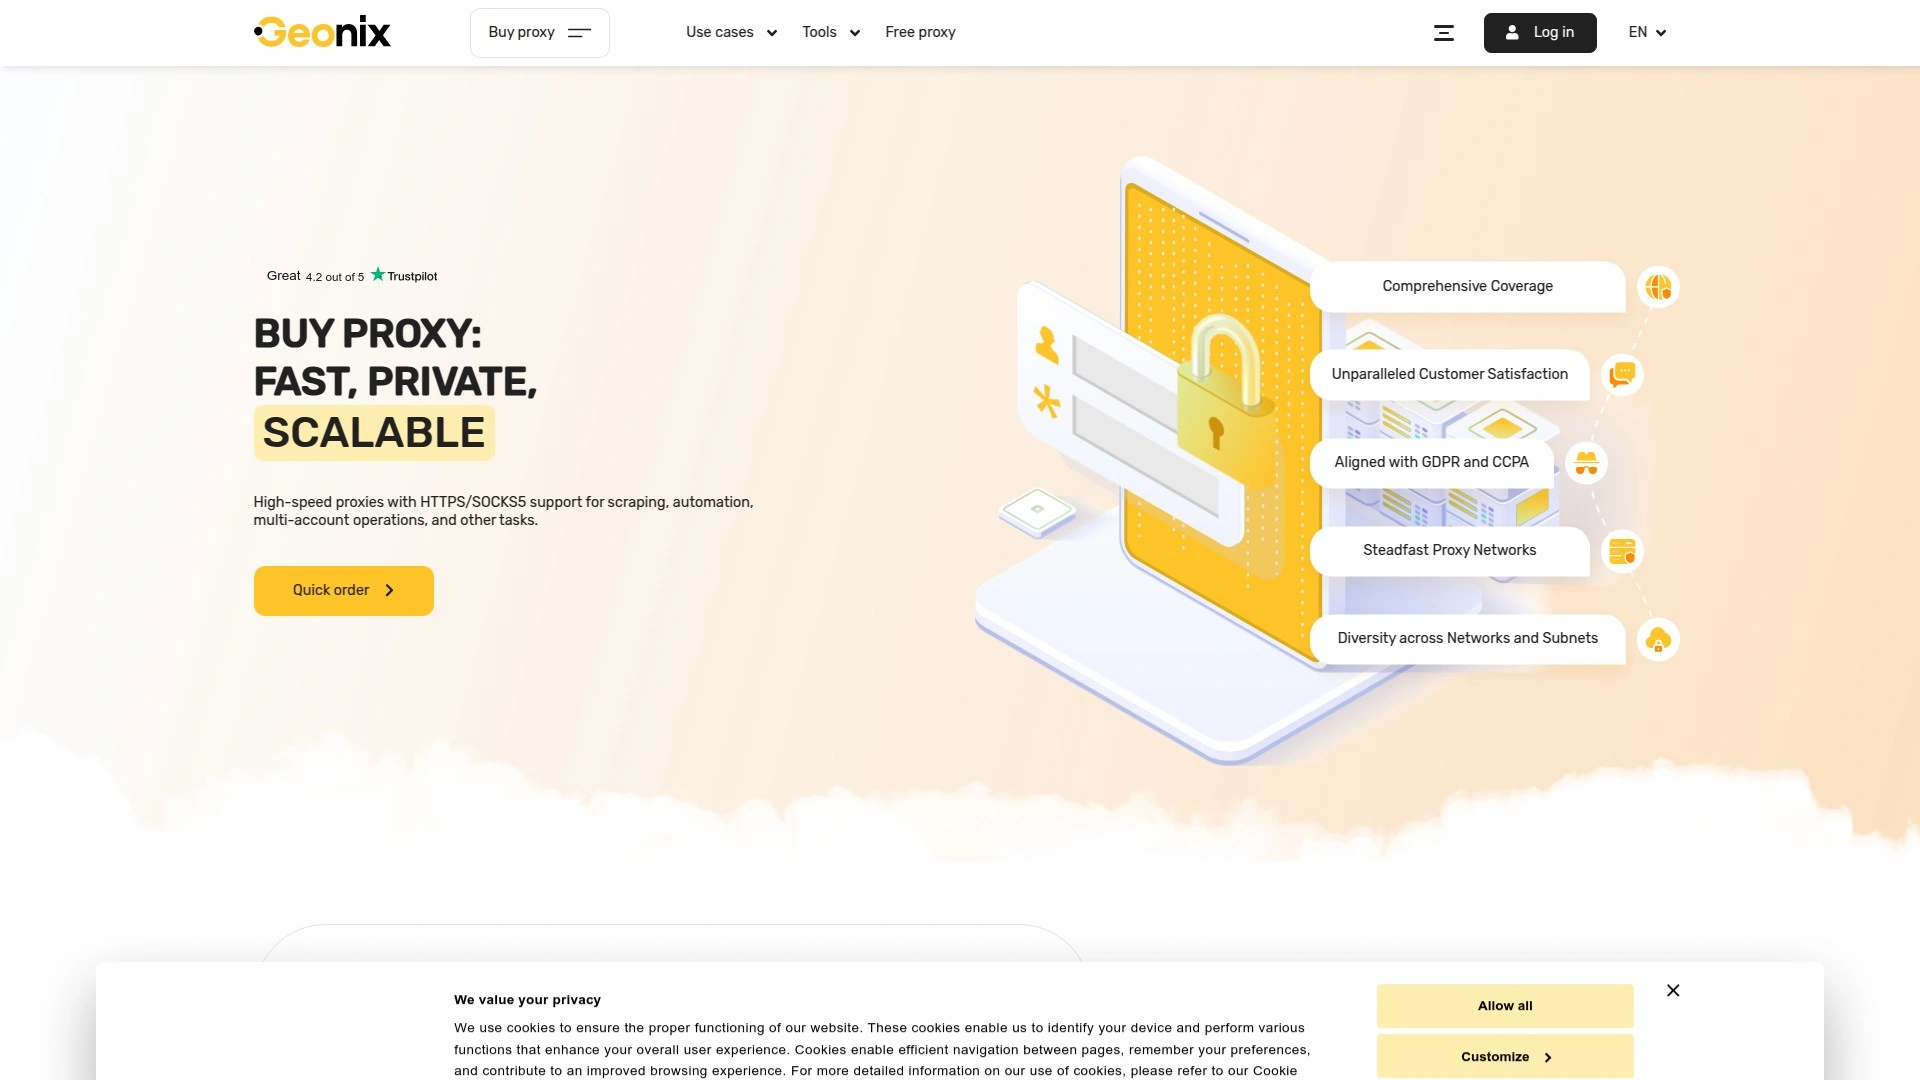 Geonix
Buy proxy
Use cases
Tools
Free proxy
Log in
EN
Great 4.2 out of 5 Trustpilot
BUY PROXY:
FAST, PRIVATE,
SCALABLE
High-speed proxies with HTTPS/SOCKS5 support for scraping, automation,
multi-account operations, and other tasks.
Quick order
Comprehensive Coverage
Unparalleled Customer Satisfaction
Aligned with GDPR and CCPA
Steadfast Proxy Networks
Diversity across Networks and Subnets
We value your privacy
We use cookies to ensure the proper functioning of our website. These cookies enable us to identify your device and perform various
functions that enhance your overall user experience. Cookies enable efficient navigation between pages, remember your preferences,
and contribute to an improved browsing experience. For more detailed information on our use of cookies, please refer to our Cookie
Allow all
Customize